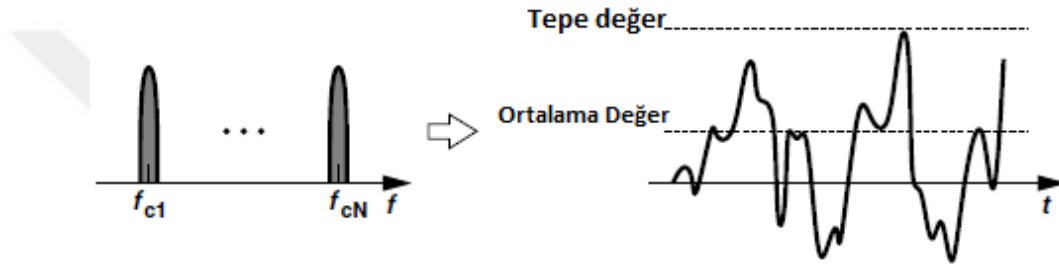 Tepe değer
Ortalama Değer
...
f_c1
f_cN
f
t